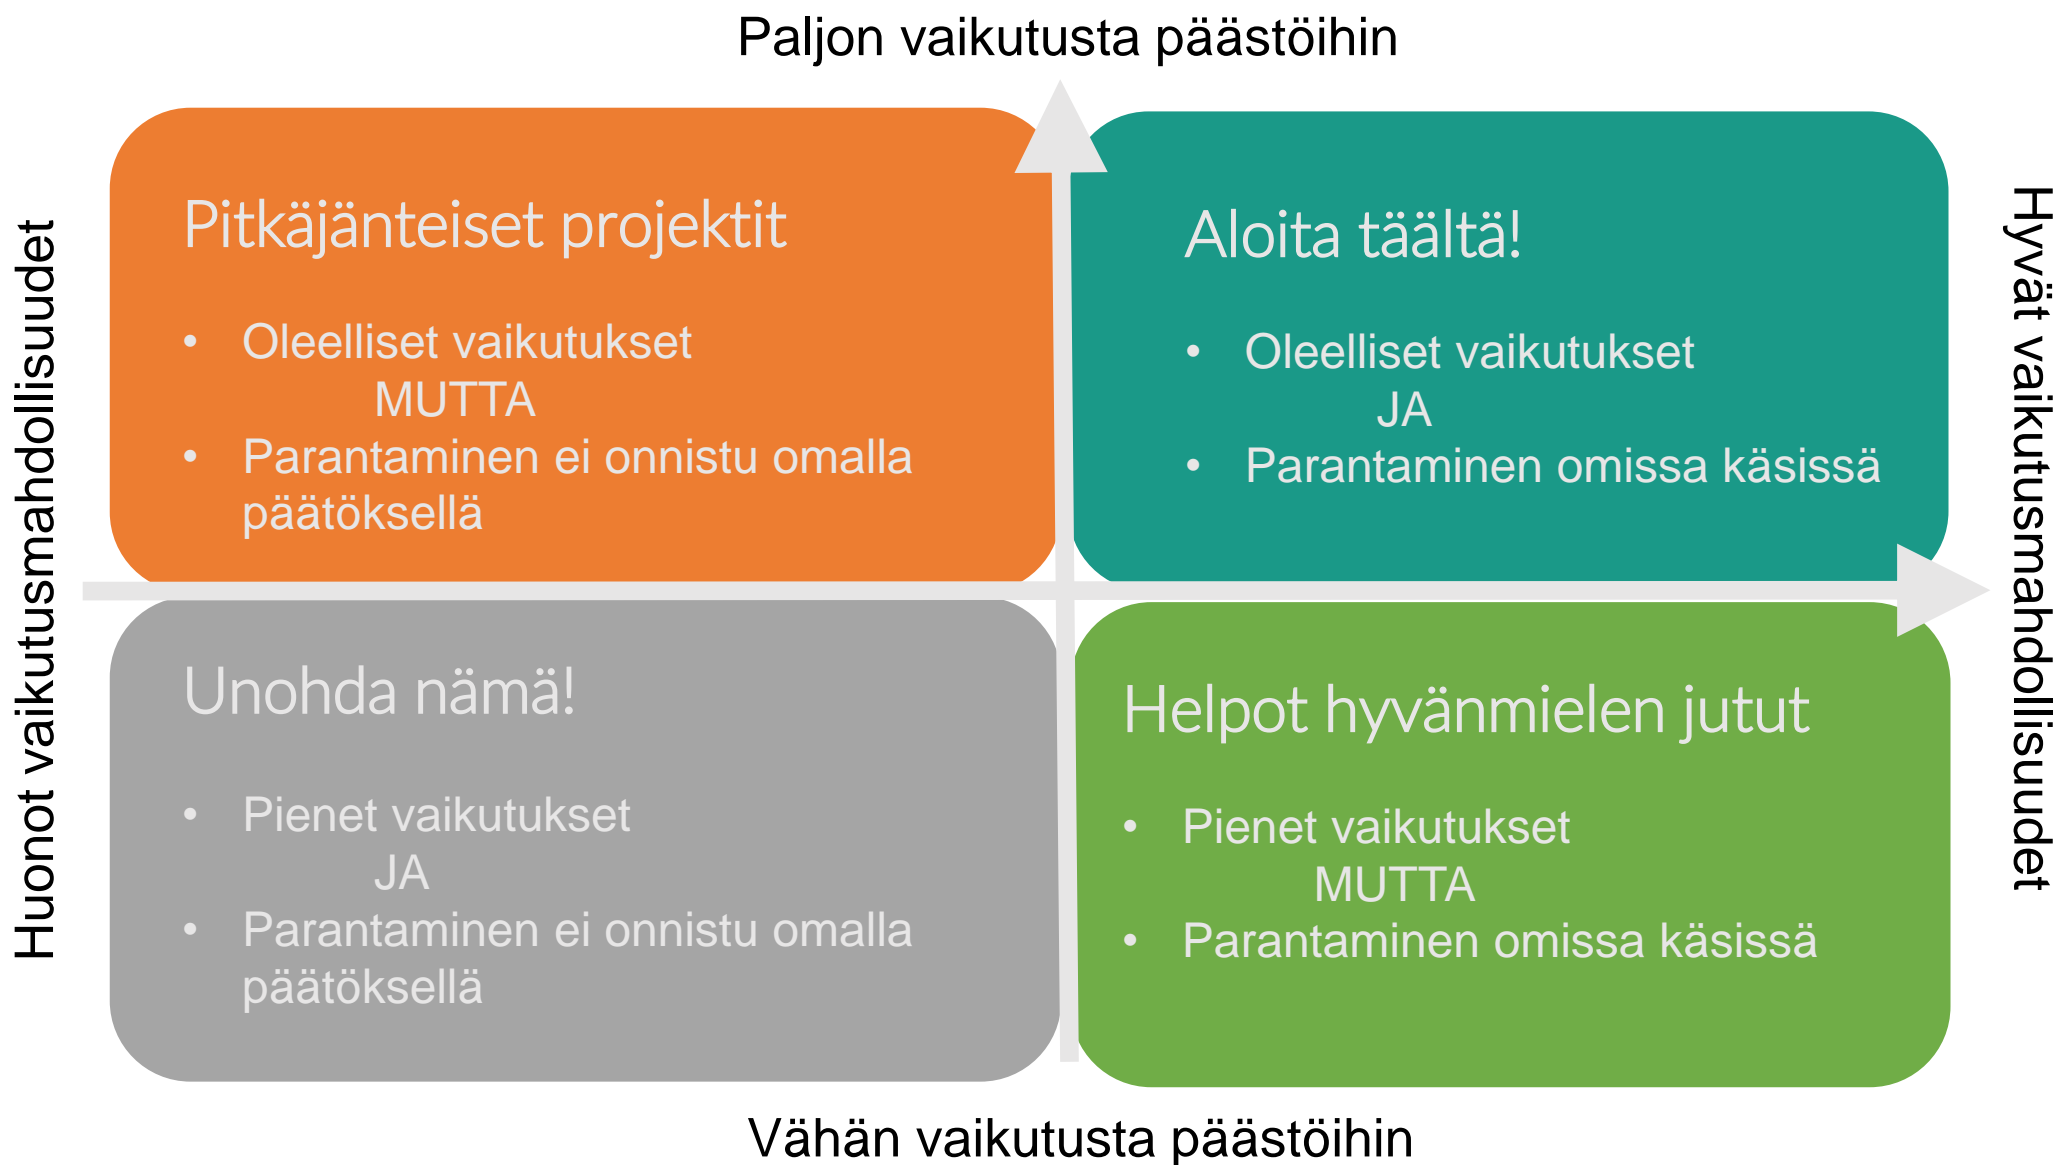 Paljon vaikutusta päästöihin
Huonot vaikutusmahdollisuudet
Pitkäjänteiset projektit
• Oleelliset vaikutukset
MUTTA
• Parantaminen ei onnistu omalla
päätöksellä
Aloita täältä!
• Oleelliset vaikutukset
JA
• Parantaminen omissa käsissä
Hyvät vaikutusmahdollisuudet
Unohda nämä!
• Pienet vaikutukset
JA
• Parantaminen ei onnistu omalla
päätöksellä
Helpot hyvänmielen jutut
• Pienet vaikutukset
MUTTA
• Parantaminen omissa käsissä
Vähän vaikutusta päästöihin